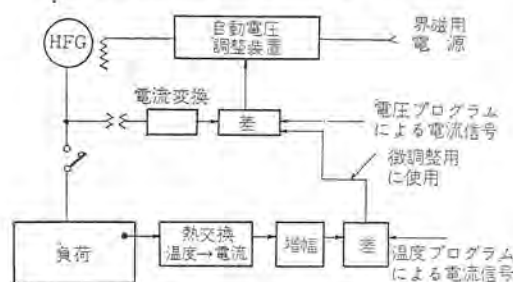 HFG
自動電圧
調整装置
界磁用
電源
電流変換
差
電圧プログラム
による電流信号
微調整用
に使用
負荷
熱交換
温度→電流
増幅
差
温度プログラム
による電流信号